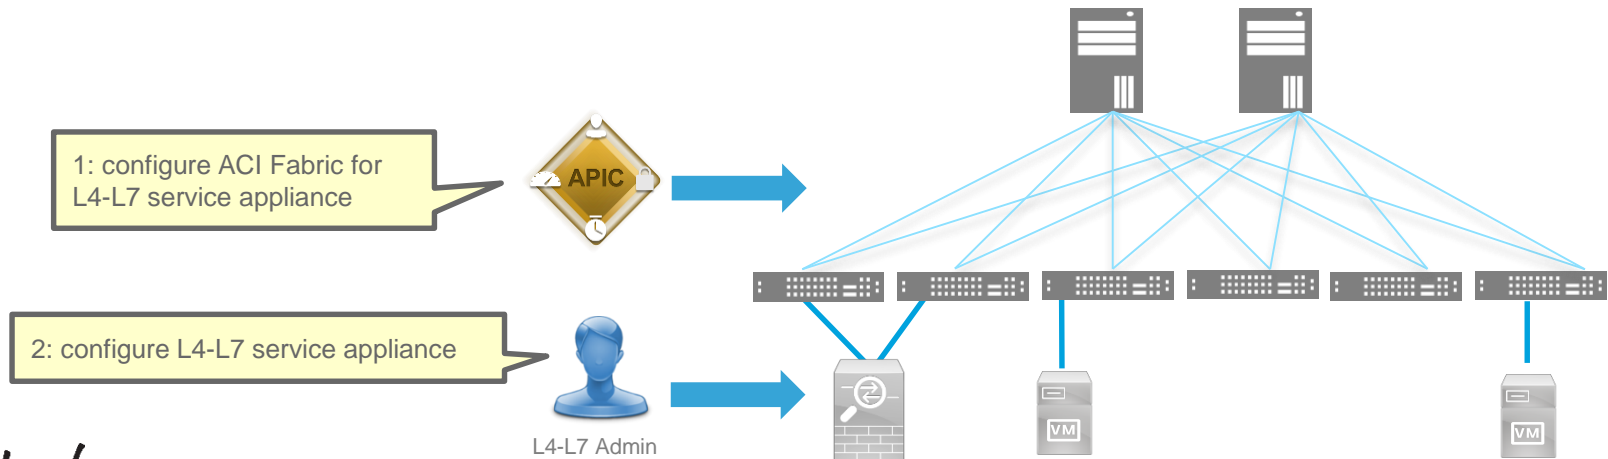 1: configure ACI Fabric for
L4-L7 service appliance
APIC
2: configure L4-L7 service appliance
L4-L7 Admin
VM
VM